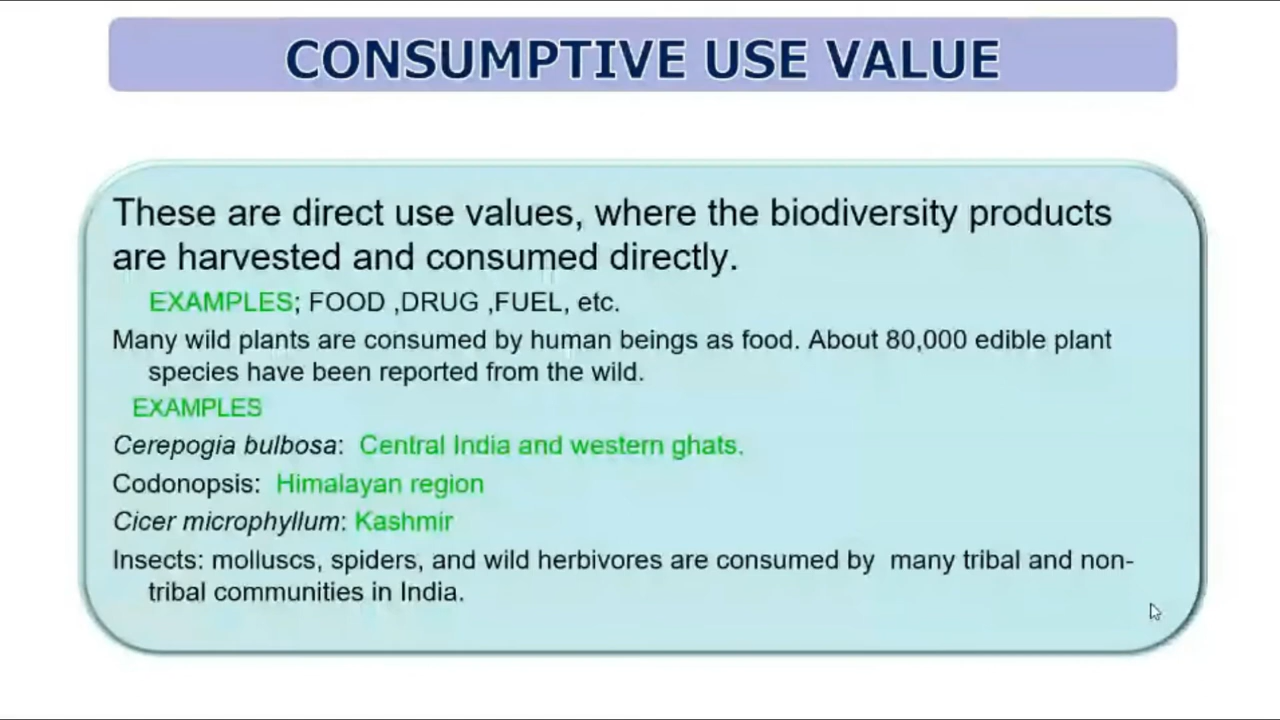 CONSUMPTIVE USE VALUE
These are direct use values, where the biodiversity products
are harvested and consumed directly.
EXAMPLES; FOOD ,DRUG ,FUEL, etc.
Many wild plants are consumed by human beings as food. About 80,000 edible plant
species have been reported from the wild.
EXAMPLES
Cerepogia bulbosa: Central India and western ghats.
Codonopsis: Himalayan region
Cicer microphyllum: Kashmir
Insects: molluscs, spiders, and wild herbivores are consumed by many tribal and non-
tribal communities in India.